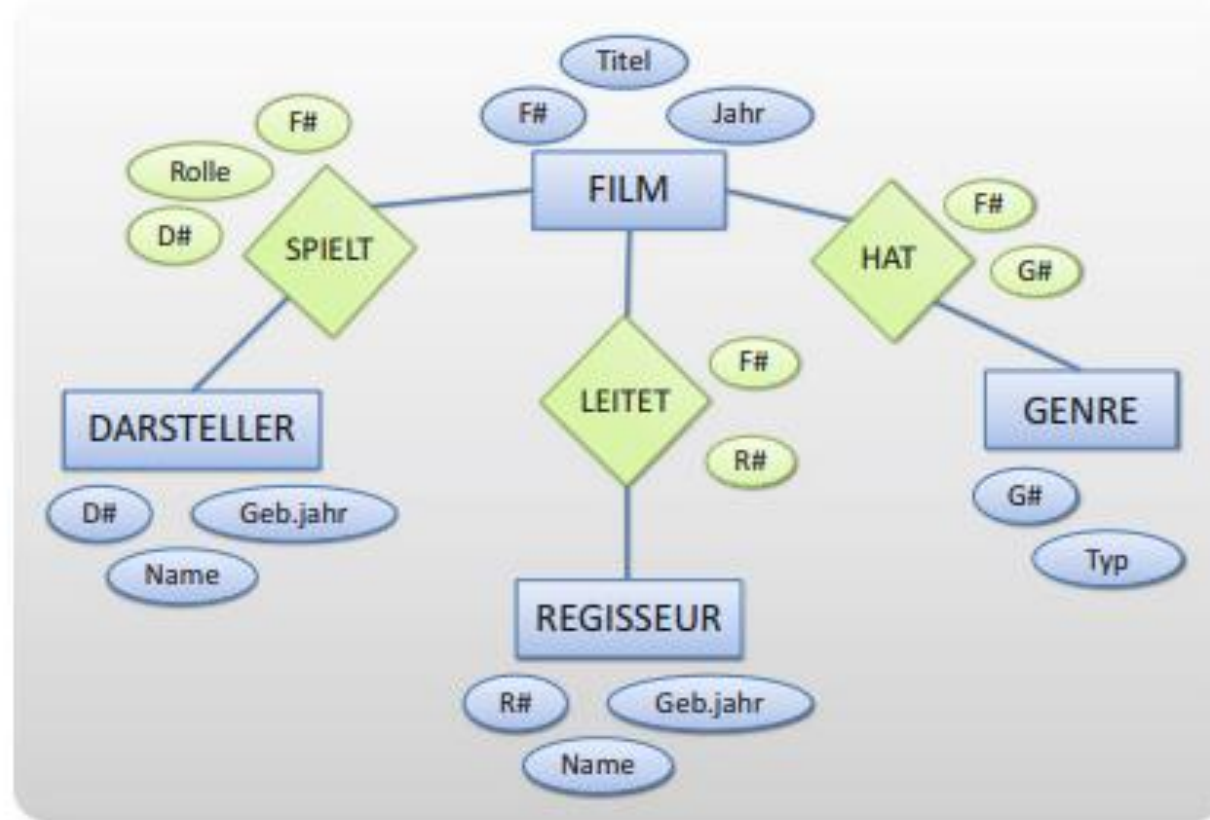 Titel
F#
Jahr
FILM
F#
Rolle
D#
SPIELT
F#
G#
HAT
DARSTELLER
D#
Geb.jahr
Name
F#
R#
LEITET
GENRE
G#
Typ
REGISSEUR
R#
Geb.jahr
Name